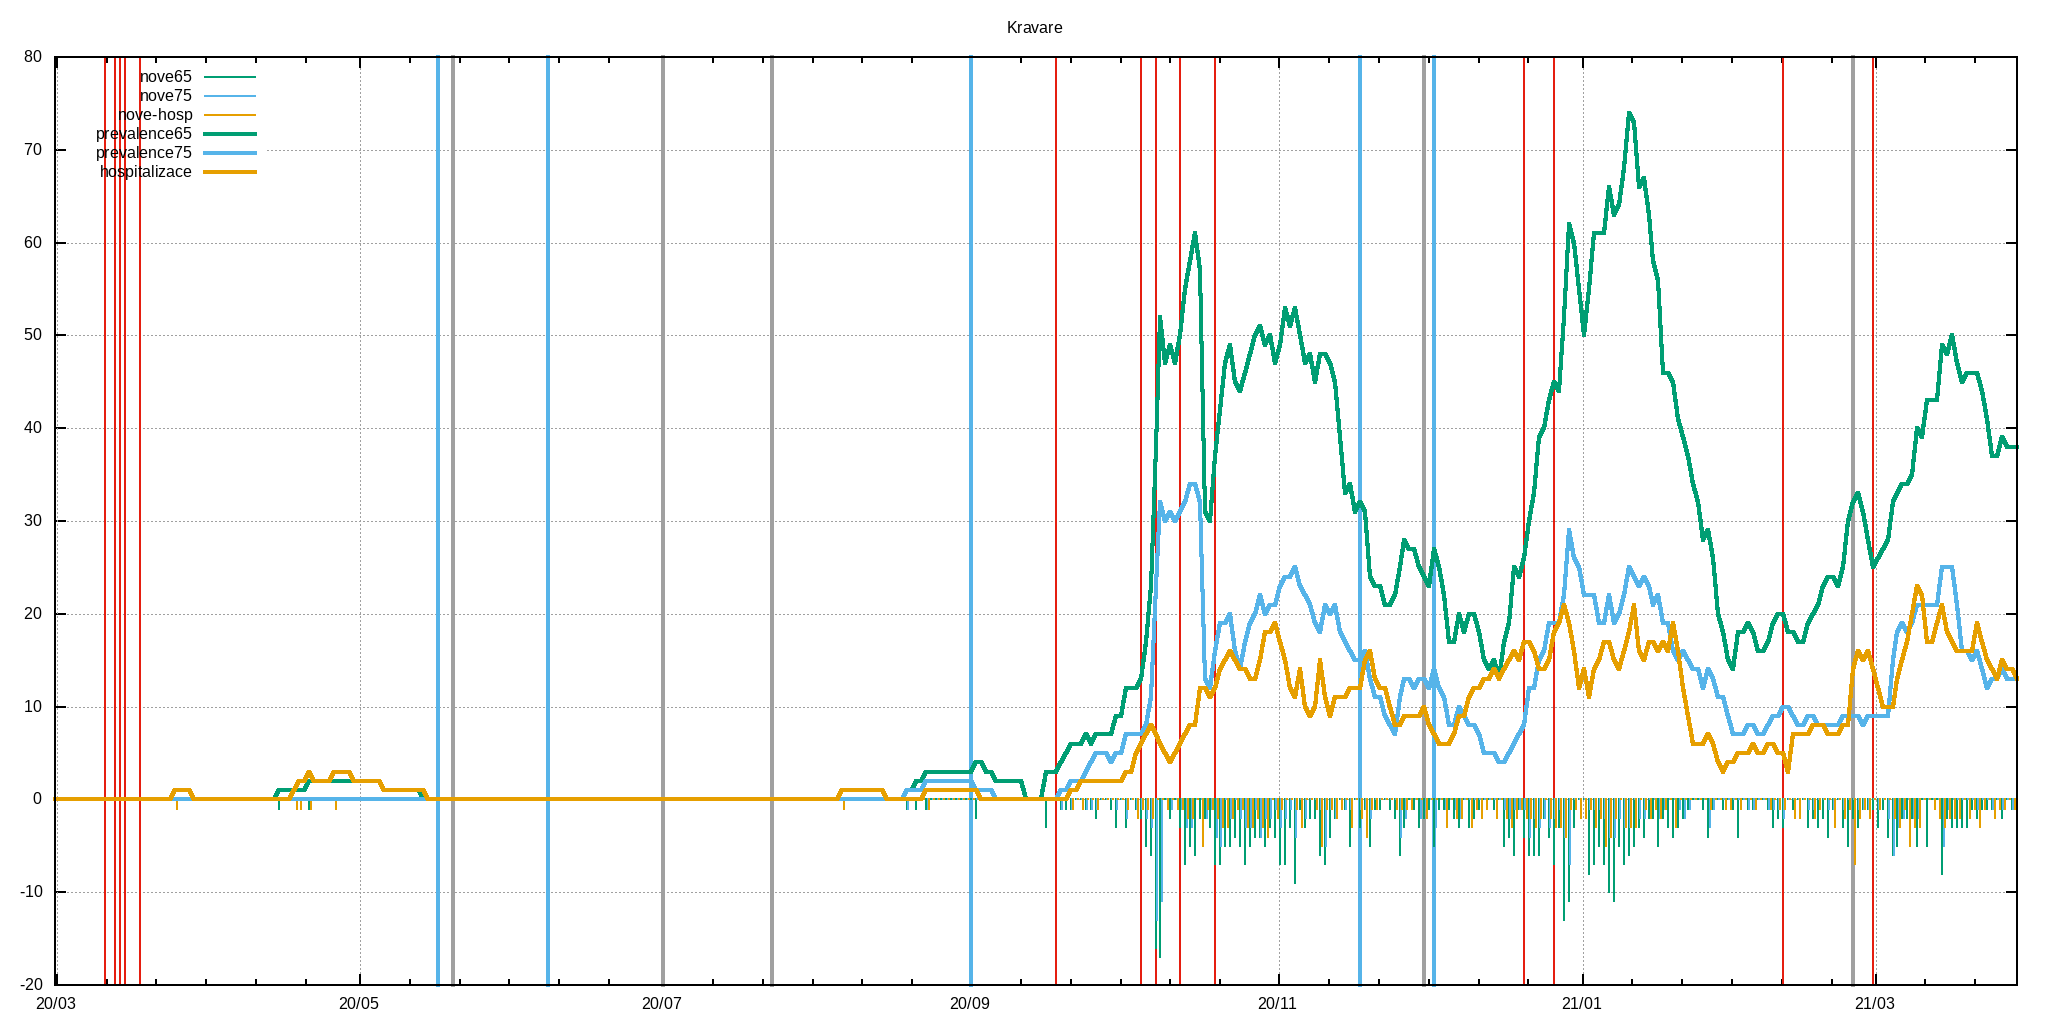 Kravare
80
nove65
nove75
nove-hosp
prevalence65
prevalence75
hospitalizace
70
60
50
40
30
20
10
0
-10
-20
20/03 20/05 20/07 20/09 20/11 21/01 21/03